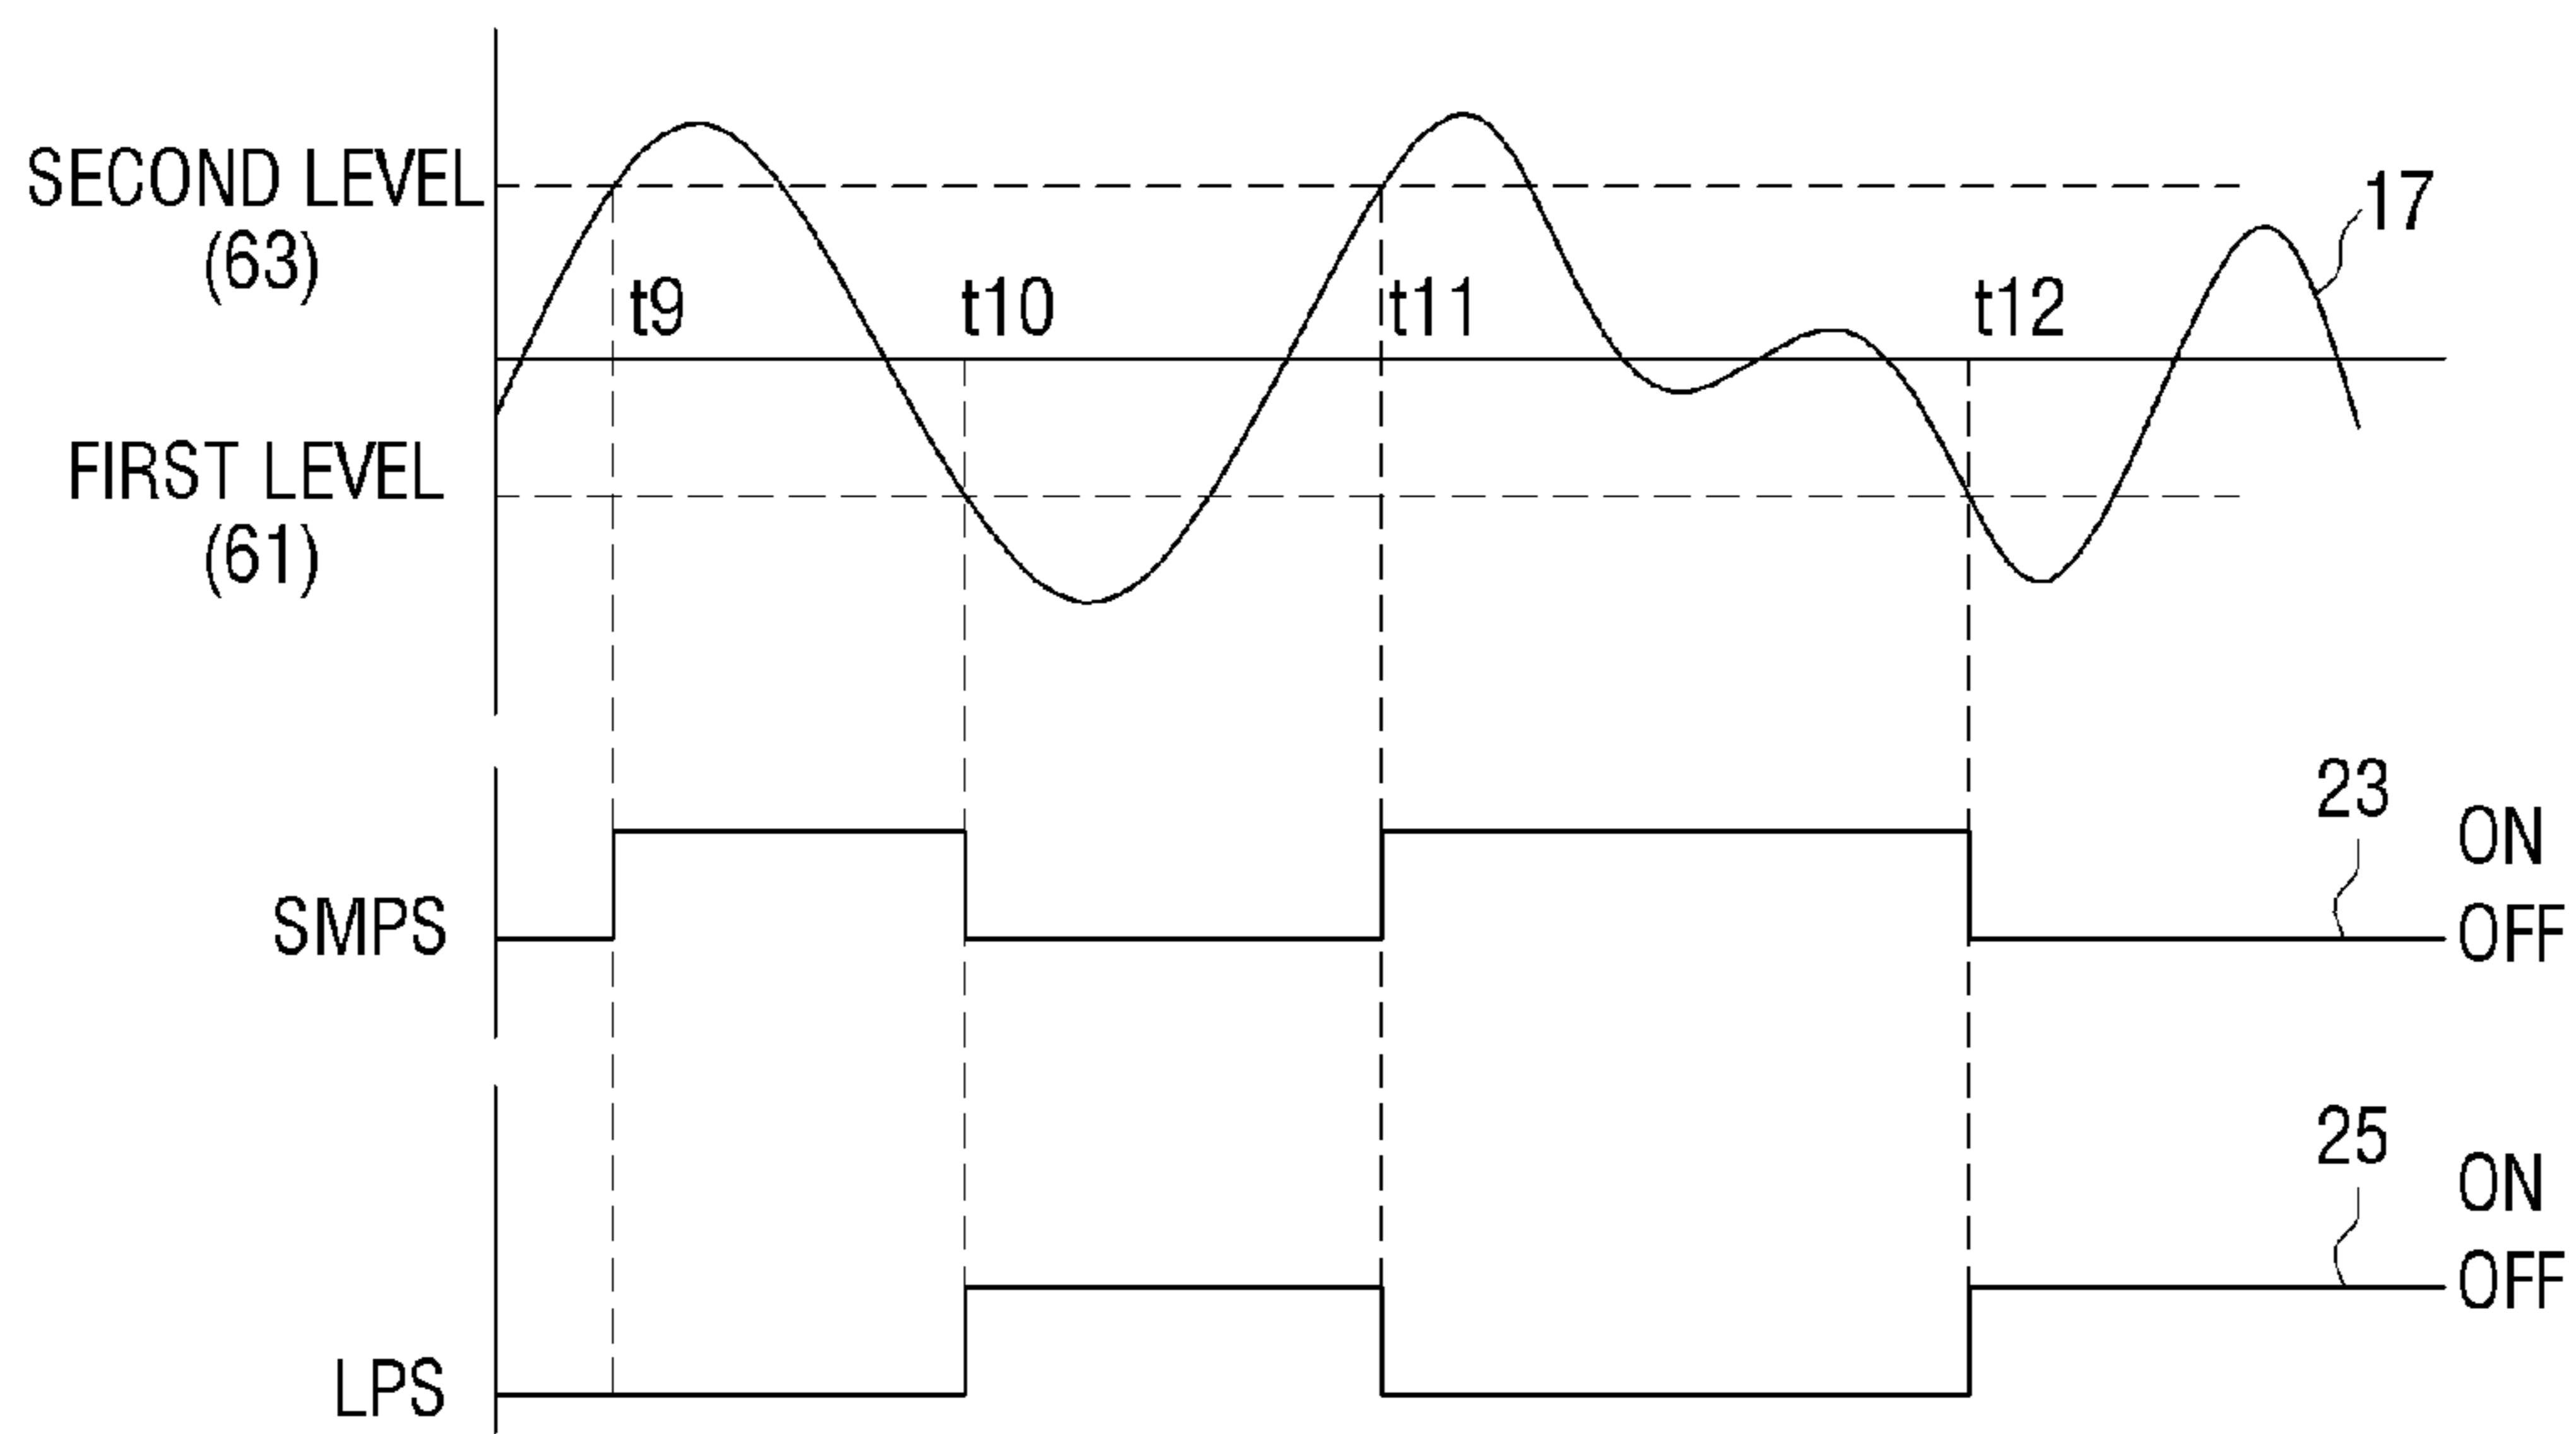 SECOND LEVEL
(63)
17
t9
t10
t11
t12
FIRST LEVEL
(61)
23
ON
SMPS
OFF
25
ON
OFF
LPS